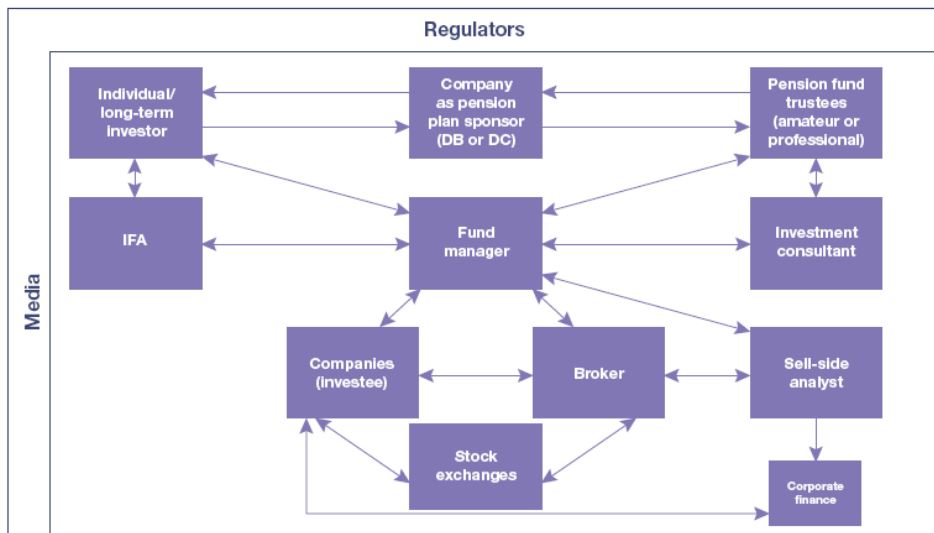 Regulators
Media
Individual/
long-term
investor
Company
as pension
plan sponsor
(DB or DC)
Pension fund
trustees
(amateur or
professional)
IFA
Fund
manager
Investment
consultant
Companies
(investee)
Broker
Sell-side
analyst
Stock
exchanges
Corporate
finance